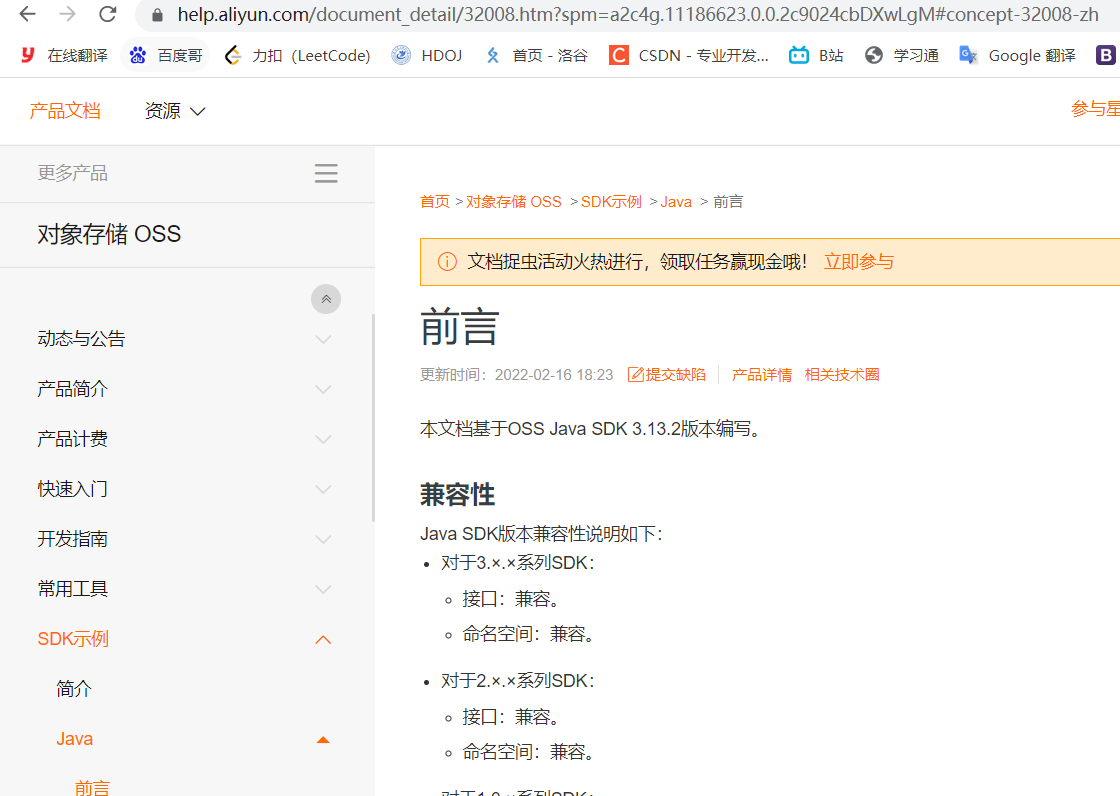 help.aliyun.com/document_detail/32008.htm?spm=a2c4g.11186623.0.0.2c9024cbDXwLgM#concept-32008-zh
在线翻译 百度哥 力扣（LeetCode） HDOJ 首页 - 洛谷 CSDN - 专业开发... B站 学习通 Google 翻译 B
产品文档 资源 参与星
更多产品
对象存储 OSS
动态与公告
产品简介
产品计费
快速入门
开发指南
常用工具
SDK示例
简介
Java
前言
首页 > 对象存储 OSS > SDK示例 > Java > 前言
文档捉虫活动火热进行，领取任务赢现金哦！ 立即参与
前言
更新时间：2022-02-16 18:23 提交缺陷 产品详情 相关技术圈
本文档基于OSS Java SDK 3.13.2版本编写。
兼容性
Java SDK版本兼容性说明如下：
对于3.×.×系列SDK：
接口：兼容。
命名空间：兼容。
对于2.×.×系列SDK：
接口：兼容。
命名空间：兼容。